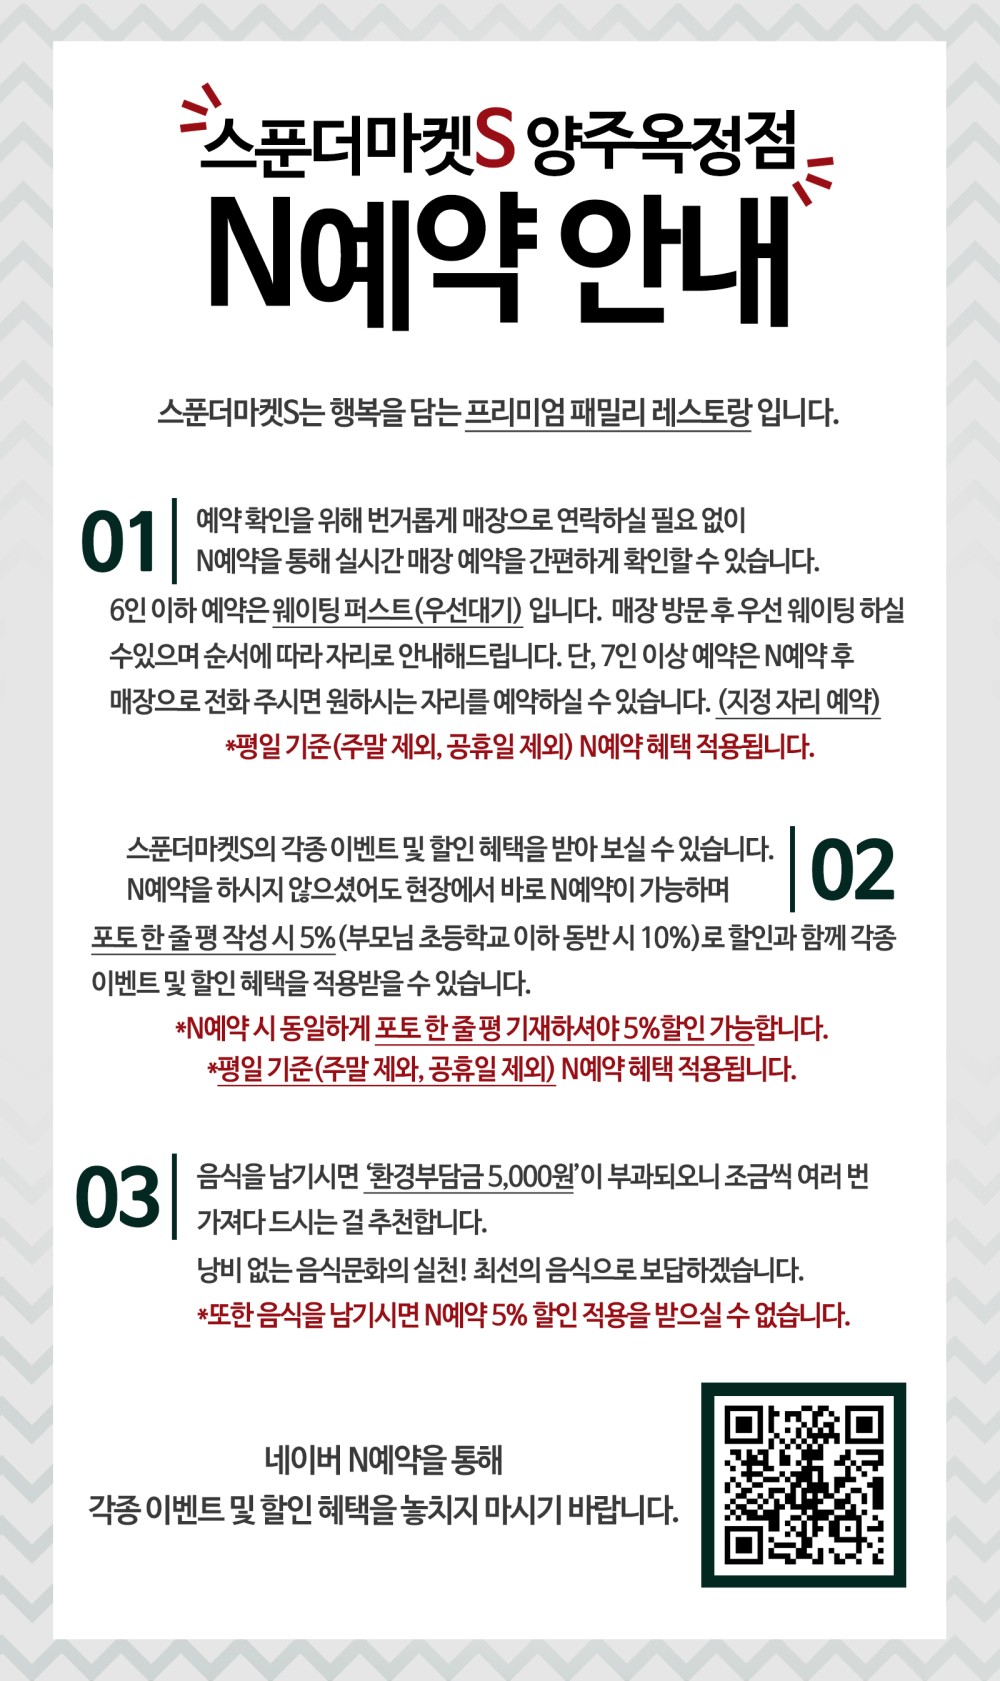 스푼더마켓S 양주옥정점
N예약 안내
스푼더마켓S는 행복을 담는 프리미엄 패밀리 레스토랑 입니다.
01
예약 확인을 위해 번거롭게 매장으로 연락하실 필요 없이
N예약을 통해 실시간 매장 예약을 간편하게 확인할 수 있습니다.
6인 이하 예약은 웨이팅 퍼스트(우선대기) 입니다. 매장 방문 후 우선 웨이팅 하실
수있으며 순서에 따라 자리로 안내해드립니다. 단, 7인 이상 예약은 N예약 후
매장으로 전화 주시면 원하시는 자리를 예약하실 수 있습니다. (지정 자리 예약)
*평일 기준(주말 제외, 공휴일 제외) N예약 혜택 적용됩니다.
02
스푼더마켓S의 각종 이벤트 및 할인 혜택을 받아 보실 수 있습니다.
N예약을 하시지 않으셨어도 현장에서 바로 N예약이 가능하며
포토 한 줄 평 작성 시 5%(부모님 초등학교 이하 동반 시 10%)로 할인과 함께 각종
이벤트 및 할인 혜택을 적용받을 수 있습니다.
*N예약 시 동일하게 포토 한 줄 평 기재하셔야 5%할인 가능합니다.
*평일 기준(주말 제와, 공휴일 제외) N예약 혜택 적용됩니다.
03
음식을 남기시면 ‘환경부담금 5,000원’이 부과되오니 조금씩 여러 번
가져다 드시는 걸 추천합니다.
낭비 없는 음식문화의 실천! 최선의 음식으로 보답하겠습니다.
*또한 음식을 남기시면 N예약 5% 할인 적용을 받으실 수 없습니다.
네이버 N예약을 통해
각종 이벤트 및 할인 혜택을 놓치지 마시기 바랍니다.